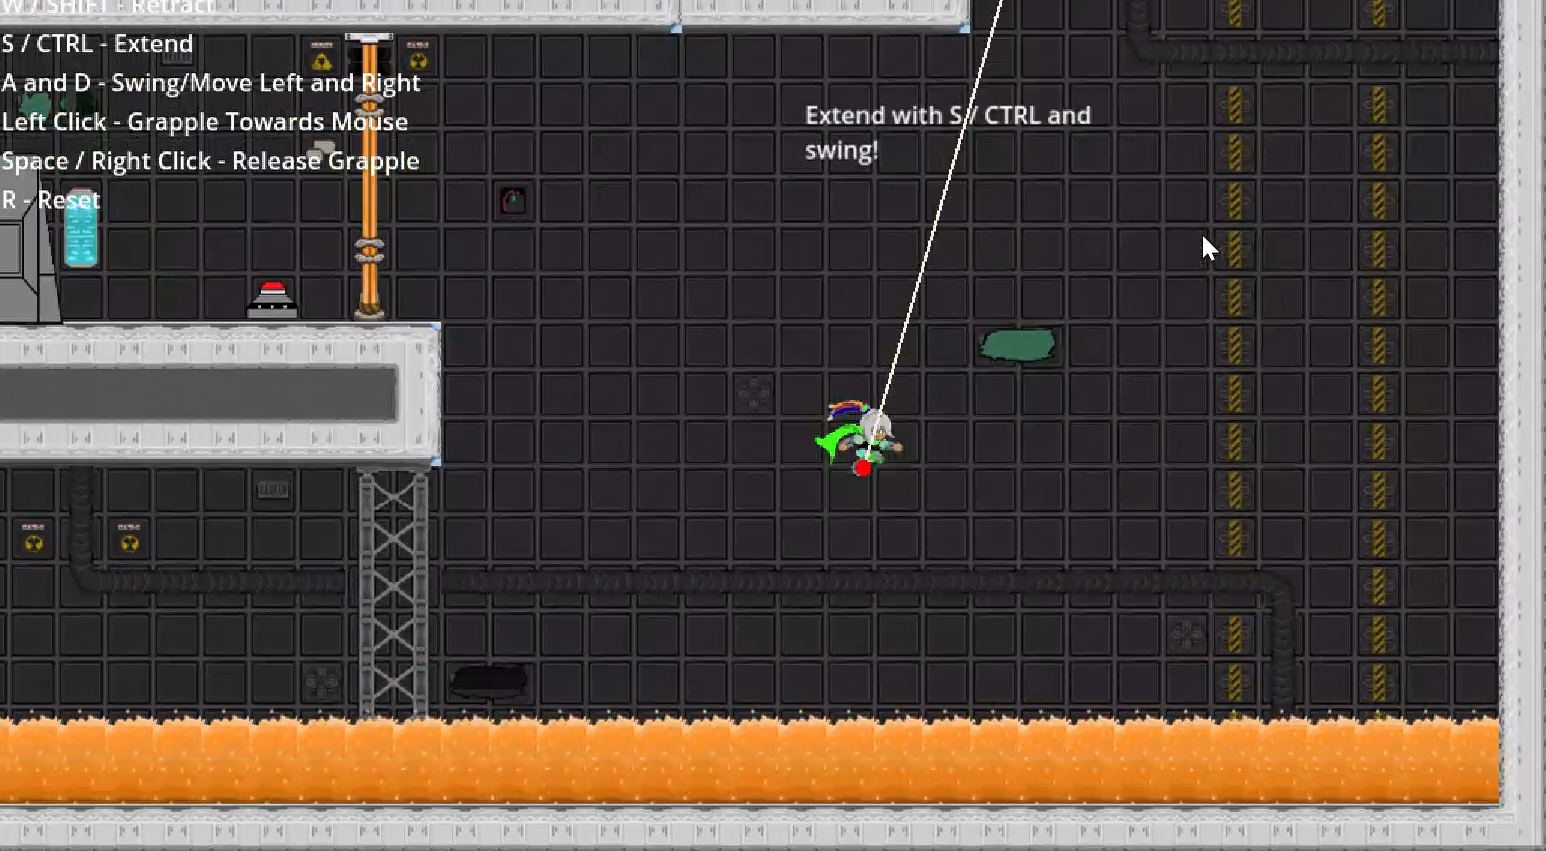 W / SHIFT - Retract
S / CTRL - Extend
A and D - Swing/Move Left and Right
Left Click - Grapple Towards Mouse
Space / Right Click - Release Grapple
R - Reset
Extend with S / CTRL and
swing!